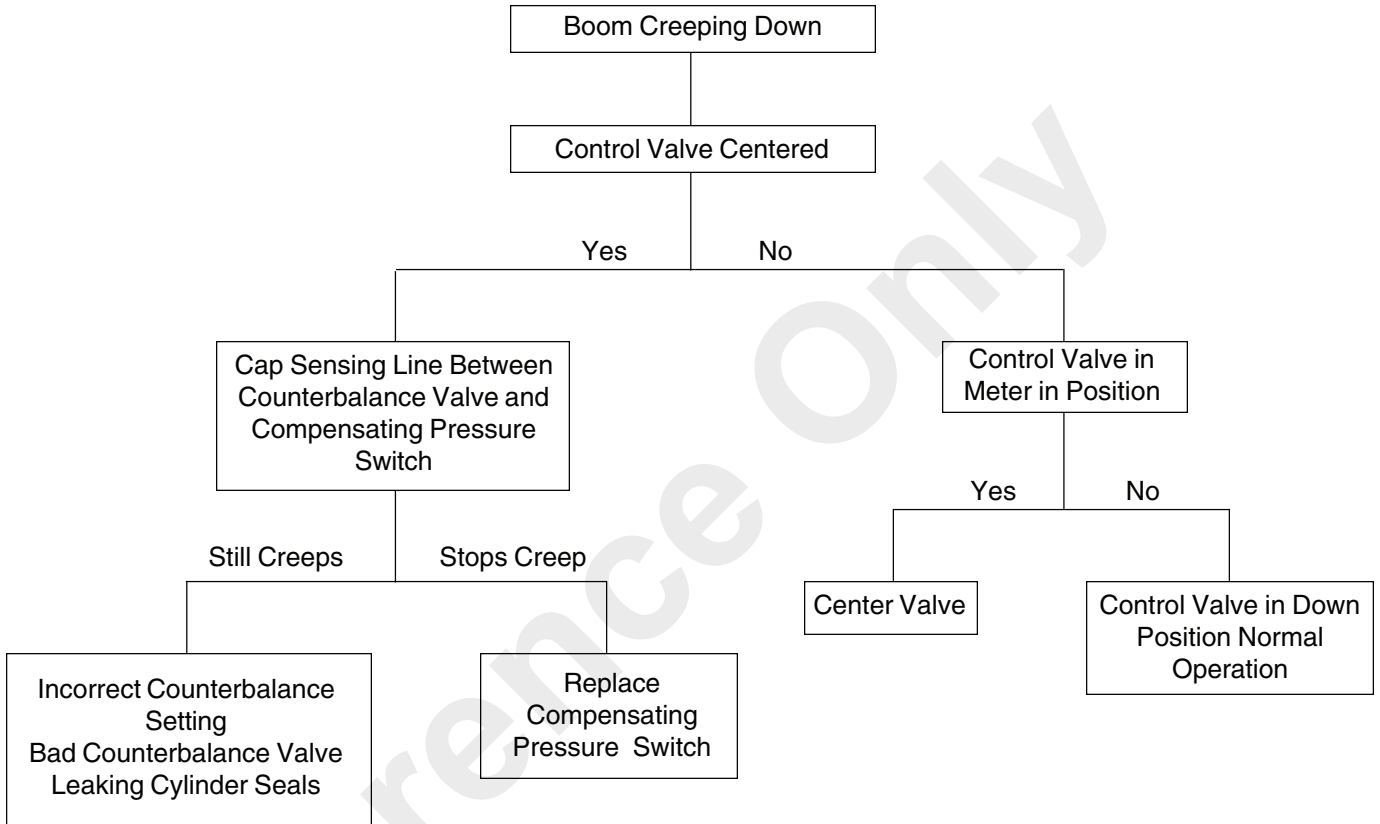 Boom Creeping Down
Control Valve Centered
Yes
No
Cap Sensing Line Between
Counterbalance Valve and
Compensating Pressure
Switch
Control Valve in
Meter in Position
Still Creeps
Stops Creep
Yes
No
Incorrect Counterbalance
Setting
Bad Counterbalance Valve
Leaking Cylinder Seals
Replace
Compensating
Pressure Switch
Center Valve
Control Valve in Down
Position Normal
Operation
rence Only